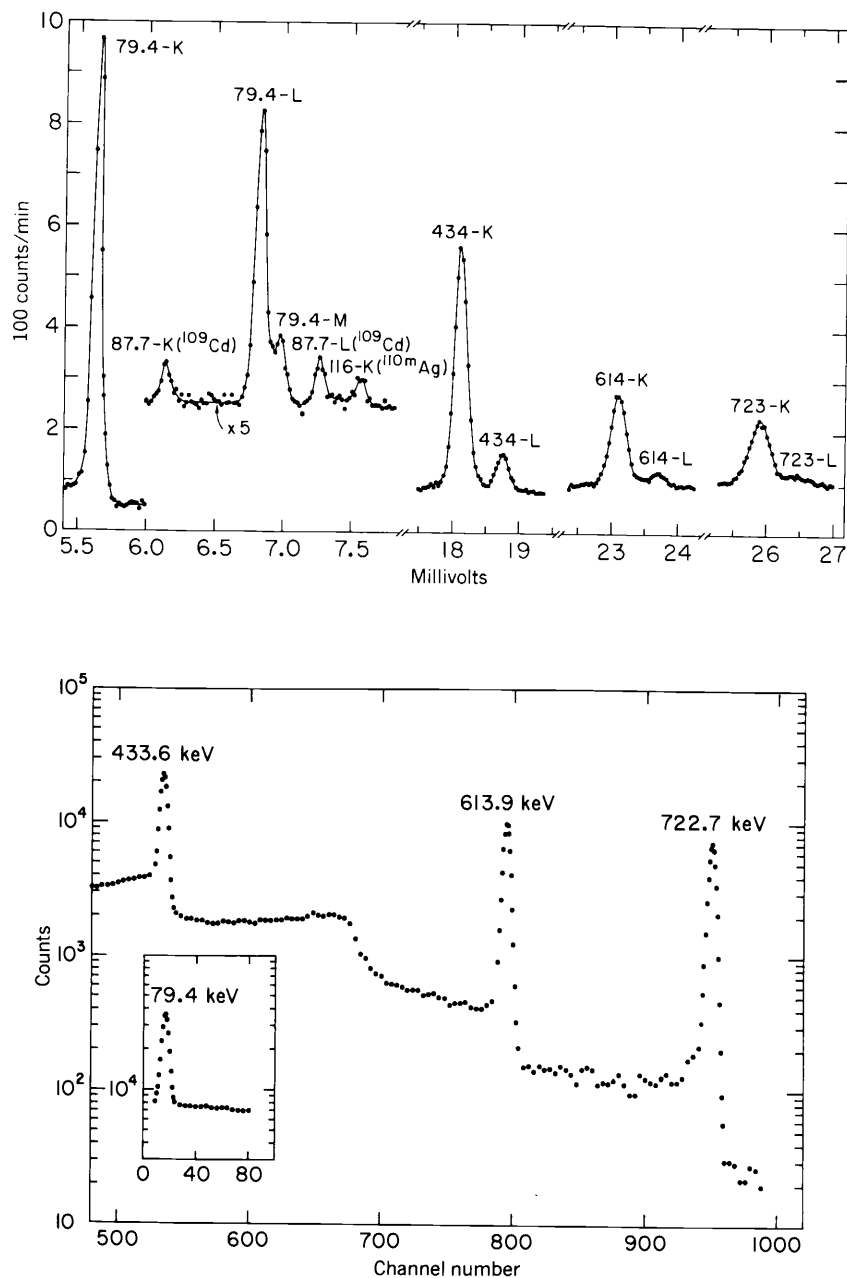 10
8
6
4
2
0
100 counts/min
79.4-K
87.7-K(¹⁰⁹Cd)
x5
79.4-L
79.4-M
87.7-L(¹⁰⁹Cd)
116-K(¹¹⁰ᵐAg)
434-K
434-L
614-K
614-L
723-K
723-L
5.5 6.0 6.5 7.0 7.5 18 19 23 24 26 27
Millivolts
10⁵
10⁴
10³
10²
10
Counts
433.6 keV
613.9 keV
722.7 keV
79.4 keV
10⁴
0 40 80
500 600 700 800 900 1000
Channel number